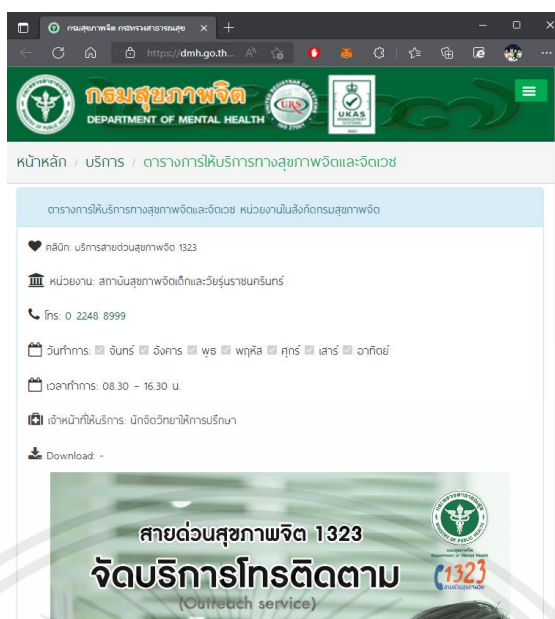 กรมสุขภาพจิต กระทรวงสาธารณสุข
https://dmh.go.th...
กรมสุขภาพจิต
DEPARTMENT OF MENTAL HEALTH
URS
UKAS
หน้าหลัก / บริการ / ตารางการให้บริการทางสุขภาพจิตและจิตเวช
ตารางการให้บริการทางสุขภาพจิตและจิตเวช หน่วยงานในสังกัดกรมสุขภาพจิต
คลินิก: บริการสายด่วนสุขภาพจิต 1323
หน่วยงาน: สถาบันสุขภาพจิตเด็กและวัยรุ่นราชนครินทร์
โทร: 0 2248 8999
วันทำการ: จันทร์ อังคาร พุธ พฤหัส ศุกร์ เสาร์ อาทิตย์
เวลาทำการ: 08.30 - 16.30 น.
เจ้าหน้าที่ให้บริการ: นักจิตวิทยาให้การปรึกษา
Download: -
สายด่วนสุขภาพจิต 1323
จัดบริการโทรติดตาม
(Outreach service)
1323